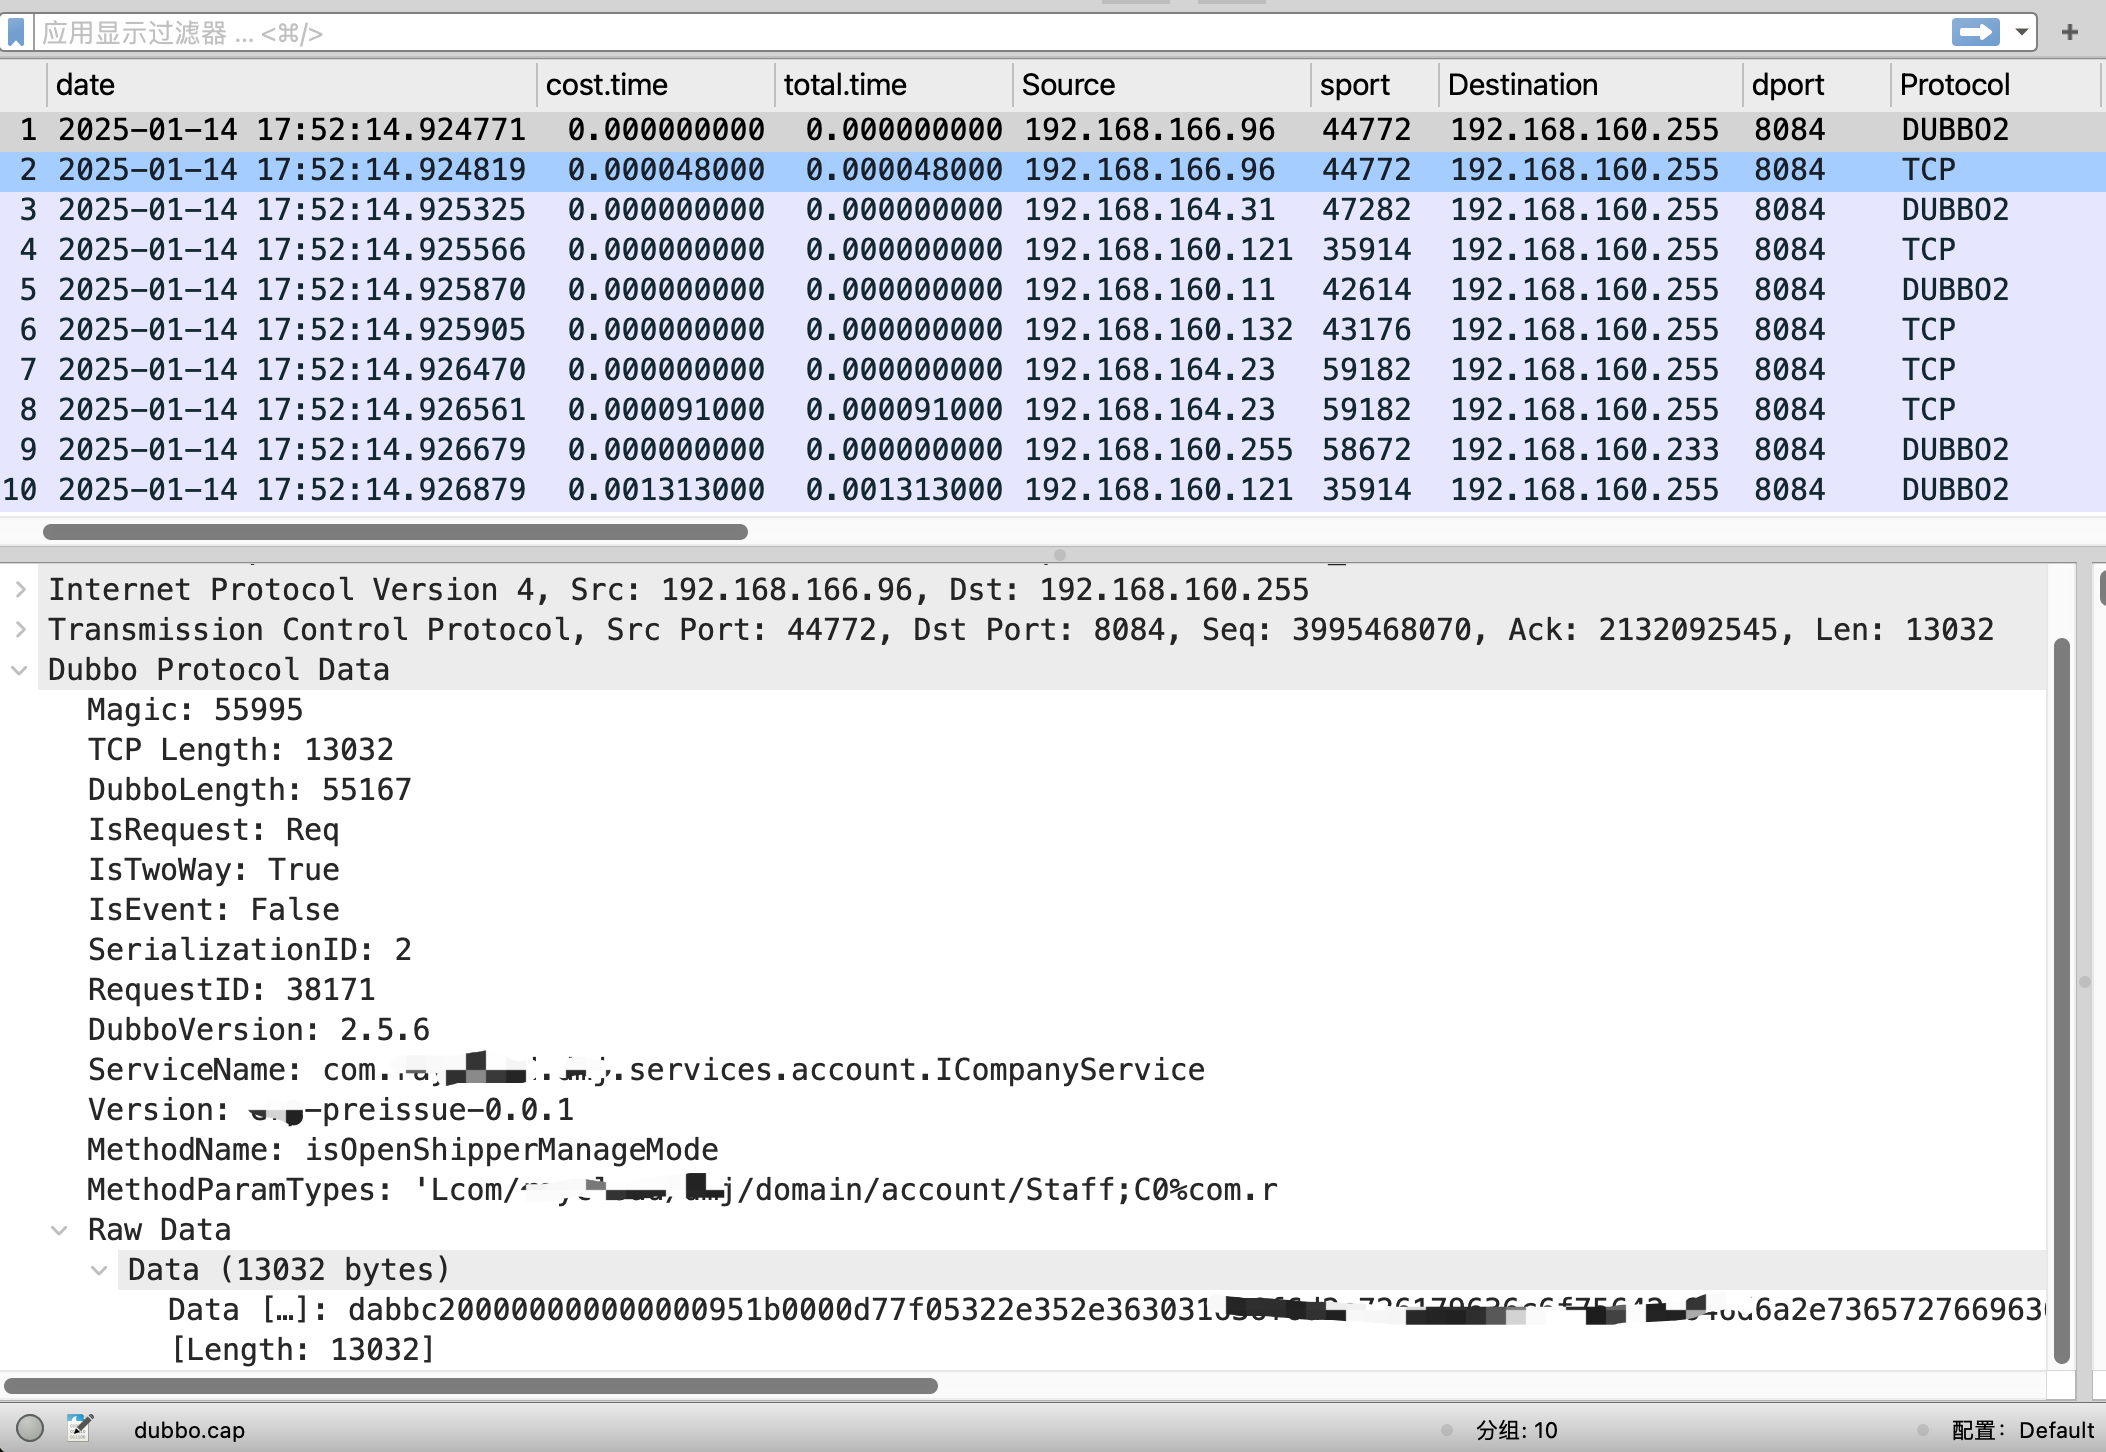 应用显示过滤器 ... <⌘/>
date cost.time total.time Source sport Destination dport Protocol
1 2025-01-14 17:52:14.924771 0.000000000 0.000000000 192.168.166.96 44772 192.168.160.255 8084 DUBBO2
2 2025-01-14 17:52:14.924819 0.000048000 0.000048000 192.168.166.96 44772 192.168.160.255 8084 TCP
3 2025-01-14 17:52:14.925325 0.000000000 0.000000000 192.168.164.31 47282 192.168.160.255 8084 DUBBO2
4 2025-01-14 17:52:14.925566 0.000000000 0.000000000 192.168.160.121 35914 192.168.160.255 8084 TCP
5 2025-01-14 17:52:14.925870 0.000000000 0.000000000 192.168.160.11 42614 192.168.160.255 8084 DUBBO2
6 2025-01-14 17:52:14.925905 0.000000000 0.000000000 192.168.160.132 43176 192.168.160.255 8084 TCP
7 2025-01-14 17:52:14.926470 0.000000000 0.000000000 192.168.164.23 59182 192.168.160.255 8084 TCP
8 2025-01-14 17:52:14.926561 0.000091000 0.000091000 192.168.164.23 59182 192.168.160.255 8084 TCP
9 2025-01-14 17:52:14.926679 0.000000000 0.000000000 192.168.160.255 58672 192.168.160.233 8084 DUBBO2
10 2025-01-14 17:52:14.926879 0.001313000 0.001313000 192.168.160.121 35914 192.168.160.255 8084 DUBBO2
Internet Protocol Version 4, Src: 192.168.166.96, Dst: 192.168.160.255
Transmission Control Protocol, Src Port: 44772, Dst Port: 8084, Seq: 3995468070, Ack: 2132092545, Len: 13032
Dubbo Protocol Data
Magic: 55995
TCP Length: 13032
DubboLength: 55167
IsRequest: Req
IsTwoWay: True
IsEvent: False
SerializationID: 2
RequestID: 38171
DubboVersion: 2.5.6
ServiceName: com. .services.account.ICompanyService
Version: -preissue-0.0.1
MethodName: isOpenShipperManageMode
MethodParamTypes: 'Lcom/ j/domain/account/Staff;C0%com.r
Raw Data
Data (13032 bytes)
Data […]: dabbc200000000000000951b0000d77f05322e352e363031 6a2e73657276696
[Length: 13032]
dubbo.cap 分组: 10 配置: Default